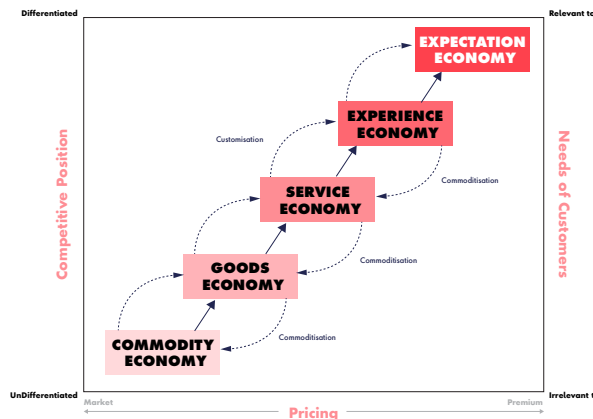 Differentiated
Relevant to
EXPECTATION
ECONOMY
EXPERIENCE
ECONOMY
Customisation
Competitive Position
Needs of Customers
Commoditisation
SERVICE
ECONOMY
Commoditisation
GOODS
ECONOMY
Commoditisation
COMMODITY
ECONOMY
UnDifferentiated
Irrelevant t
Market
Premium
Pricing